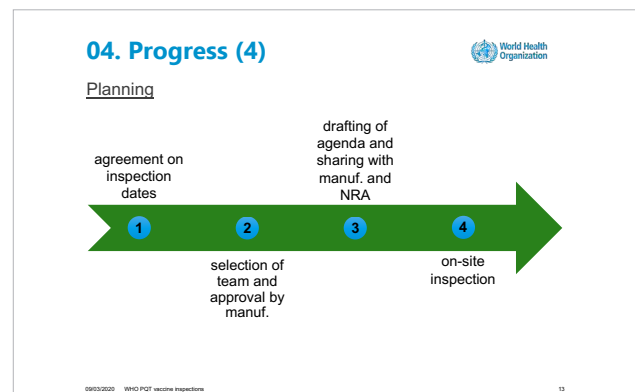 04. Progress (4)
World Health
Organization
Planning
agreement on
inspection
dates
drafting of
agenda and
sharing with
manuf. and
NRA
1
2
3
4
selection of
team and
approval by
manuf.
on-site
inspection
09/03/2020 WHO PQT vaccine inspections 13